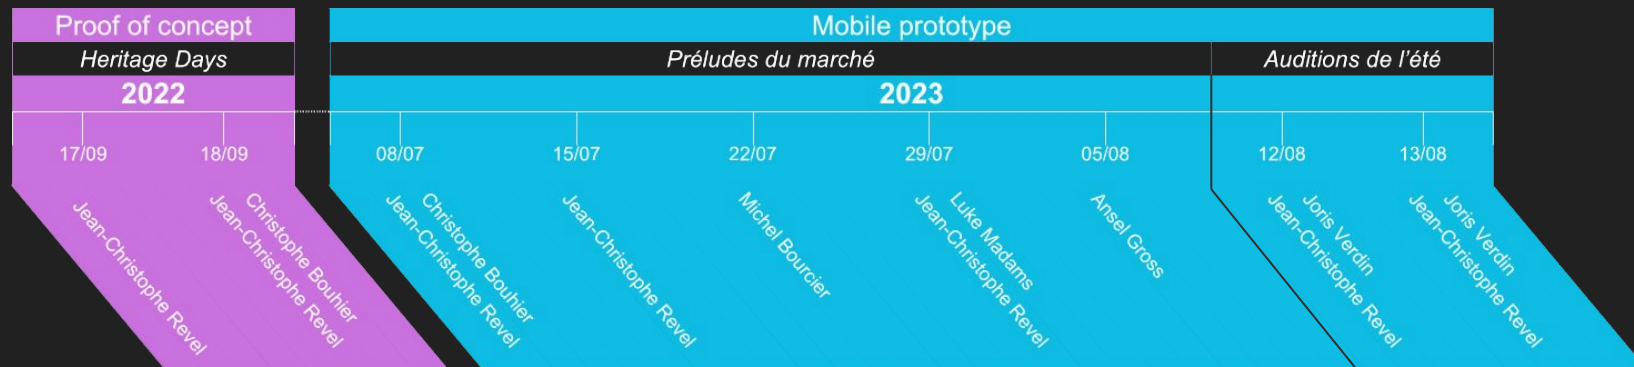 Proof of concept
Mobile prototype
Heritage Days
Préludes du marché
Auditions de l'été
2022
2023
17/09
18/09
08/07
15/07
22/07
29/07
05/08
12/08
13/08
Jean-Christophe Revel
Christophe Bouhier
Jean-Christophe Revel
Christophe Bouhier
Jean-Christophe Revel
Jean-Christophe Revel
Michel Bourcier
Luke Madams
Jean-Christophe Revel
Ansel Gross
Joris Verdin
Jean-Christophe Revel
Joris Verdin
Jean-Christophe Revel